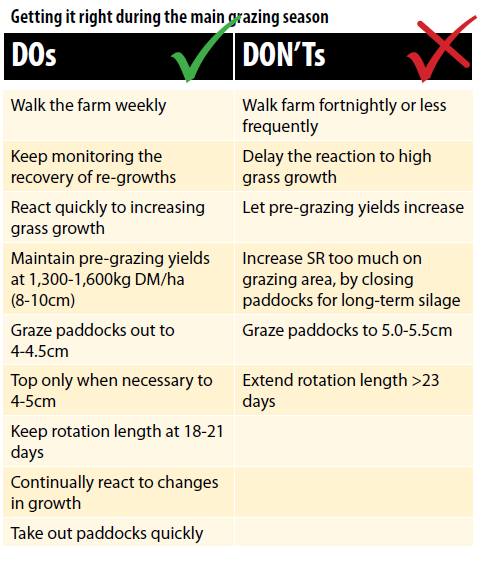 Getting it right during the main grazing season
DOs
DON'Ts
Walk the farm weekly
Walk farm fortnightly or less
frequently
Keep monitoring the
recovery of re-growths
Delay the reaction to high
grass growth
React quickly to increasing
grass growth
Let pre-grazing yields increase
Maintain pre-grazing yields
at 1,300-1,600kg DM/ha
(8-10cm)
Increase SR too much on
grazing area, by closing
paddocks for long-term silage
Graze paddocks out to
4-4.5cm
Graze paddocks to 5.0-5.5cm
Top only when necessary to
4-5cm
Extend rotation length >23
days
Keep rotation length at 18-21
days
Continually react to changes
in growth
Take out paddocks quickly